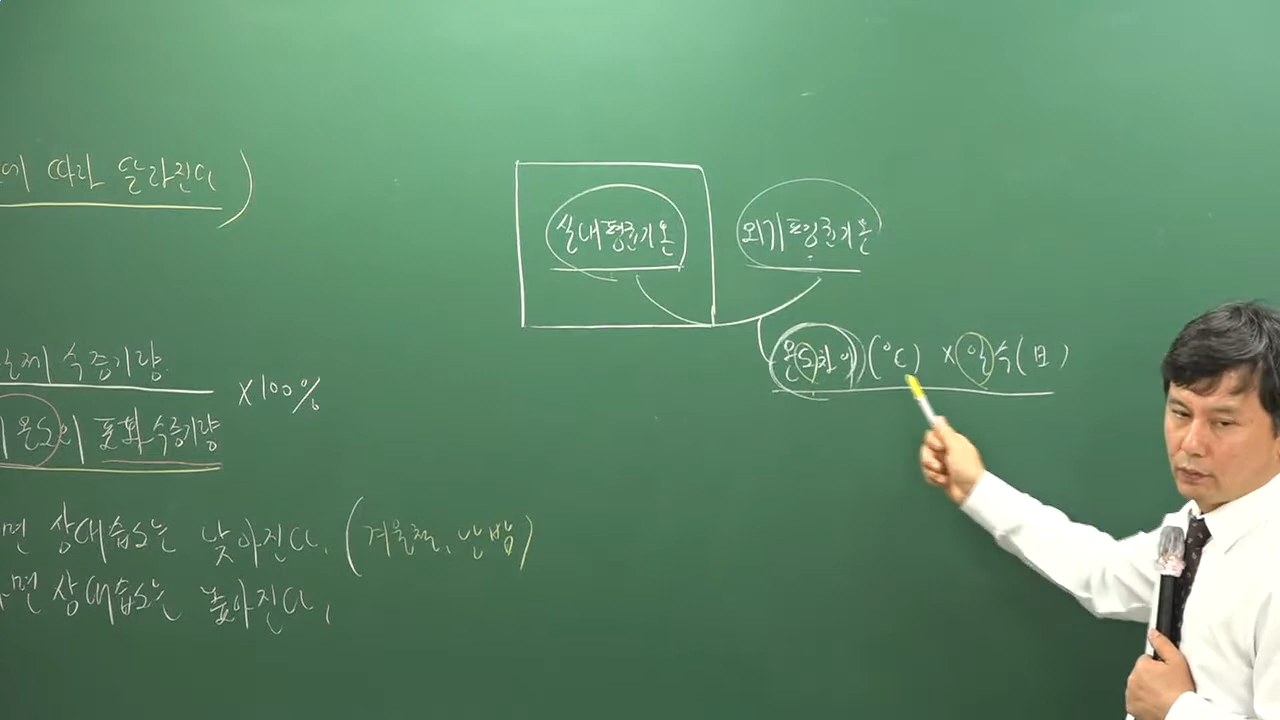 에 따라 달라진다)
실내평균기온
외기평균기온
온도차이(℃) × 일수(日)
수증기량
×100%
온도의 포화수증기량
면 상대습도는 낮아진다. (겨울철, 난방)
면 상대습도는 높아진다.